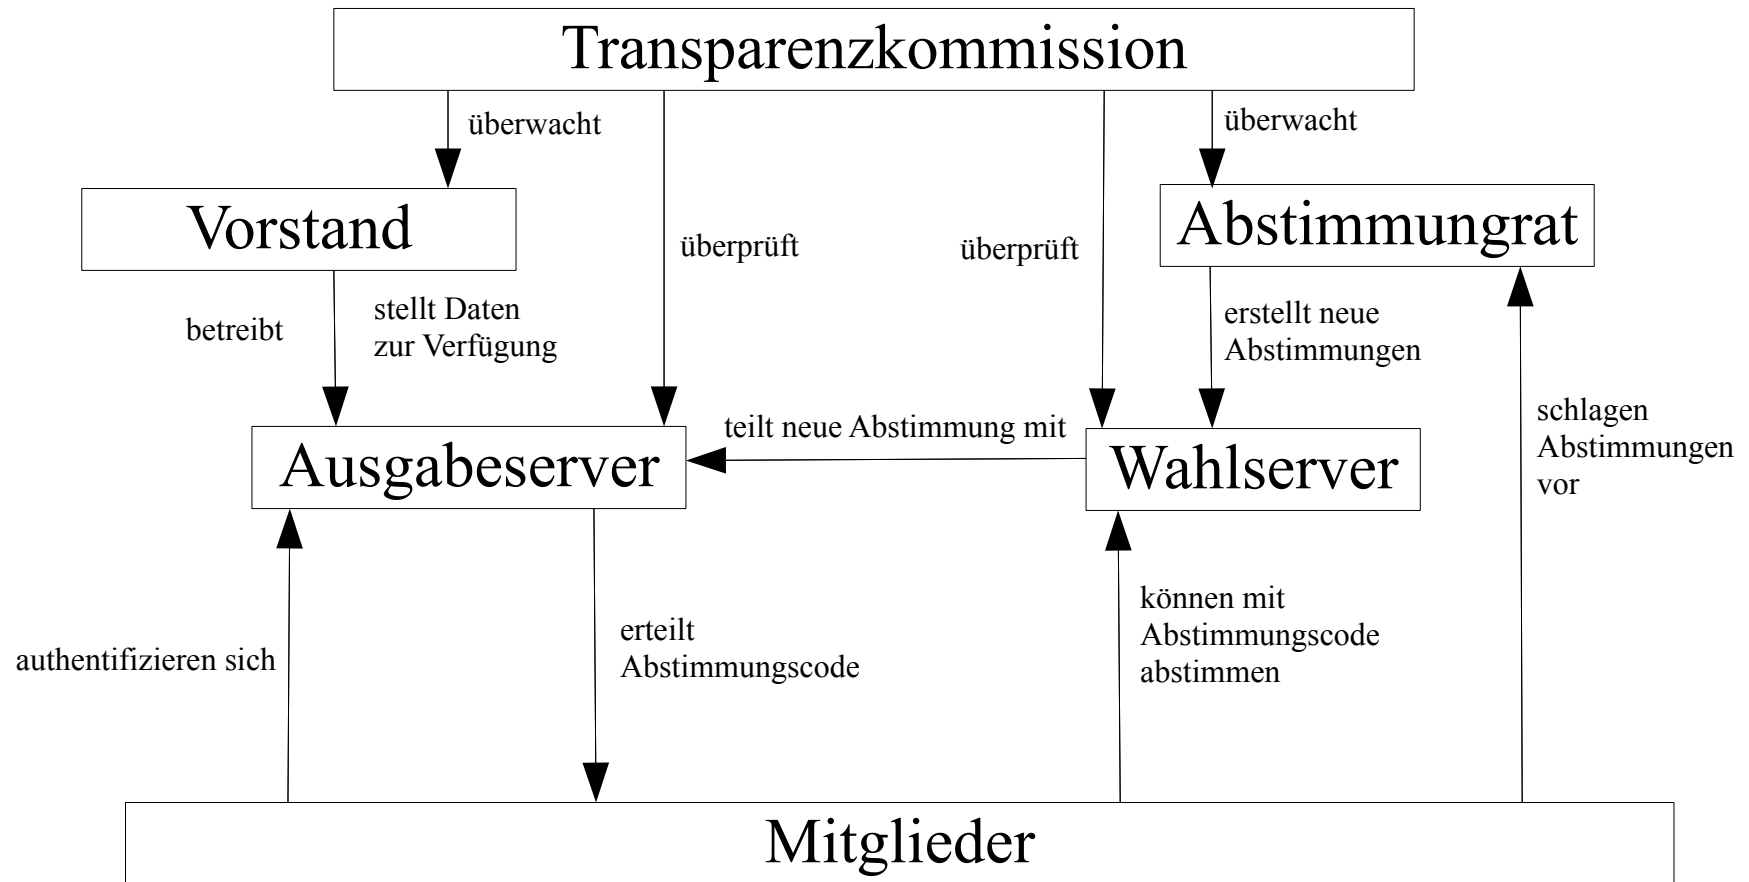 Transparenzkommission
überwacht
überwacht
Vorstand
Abstimmungrat
überprüft
überprüft
betreibt
stellt Daten
zur Verfügung
erstellt neue
Abstimmungen
schlagen
Abstimmungen
vor
teilt neue Abstimmung mit
Ausgabeserver
Wahlserver
authentifizieren sich
erteilt
Abstimmungscode
können mit
Abstimmungscode
abstimmen
Mitglieder